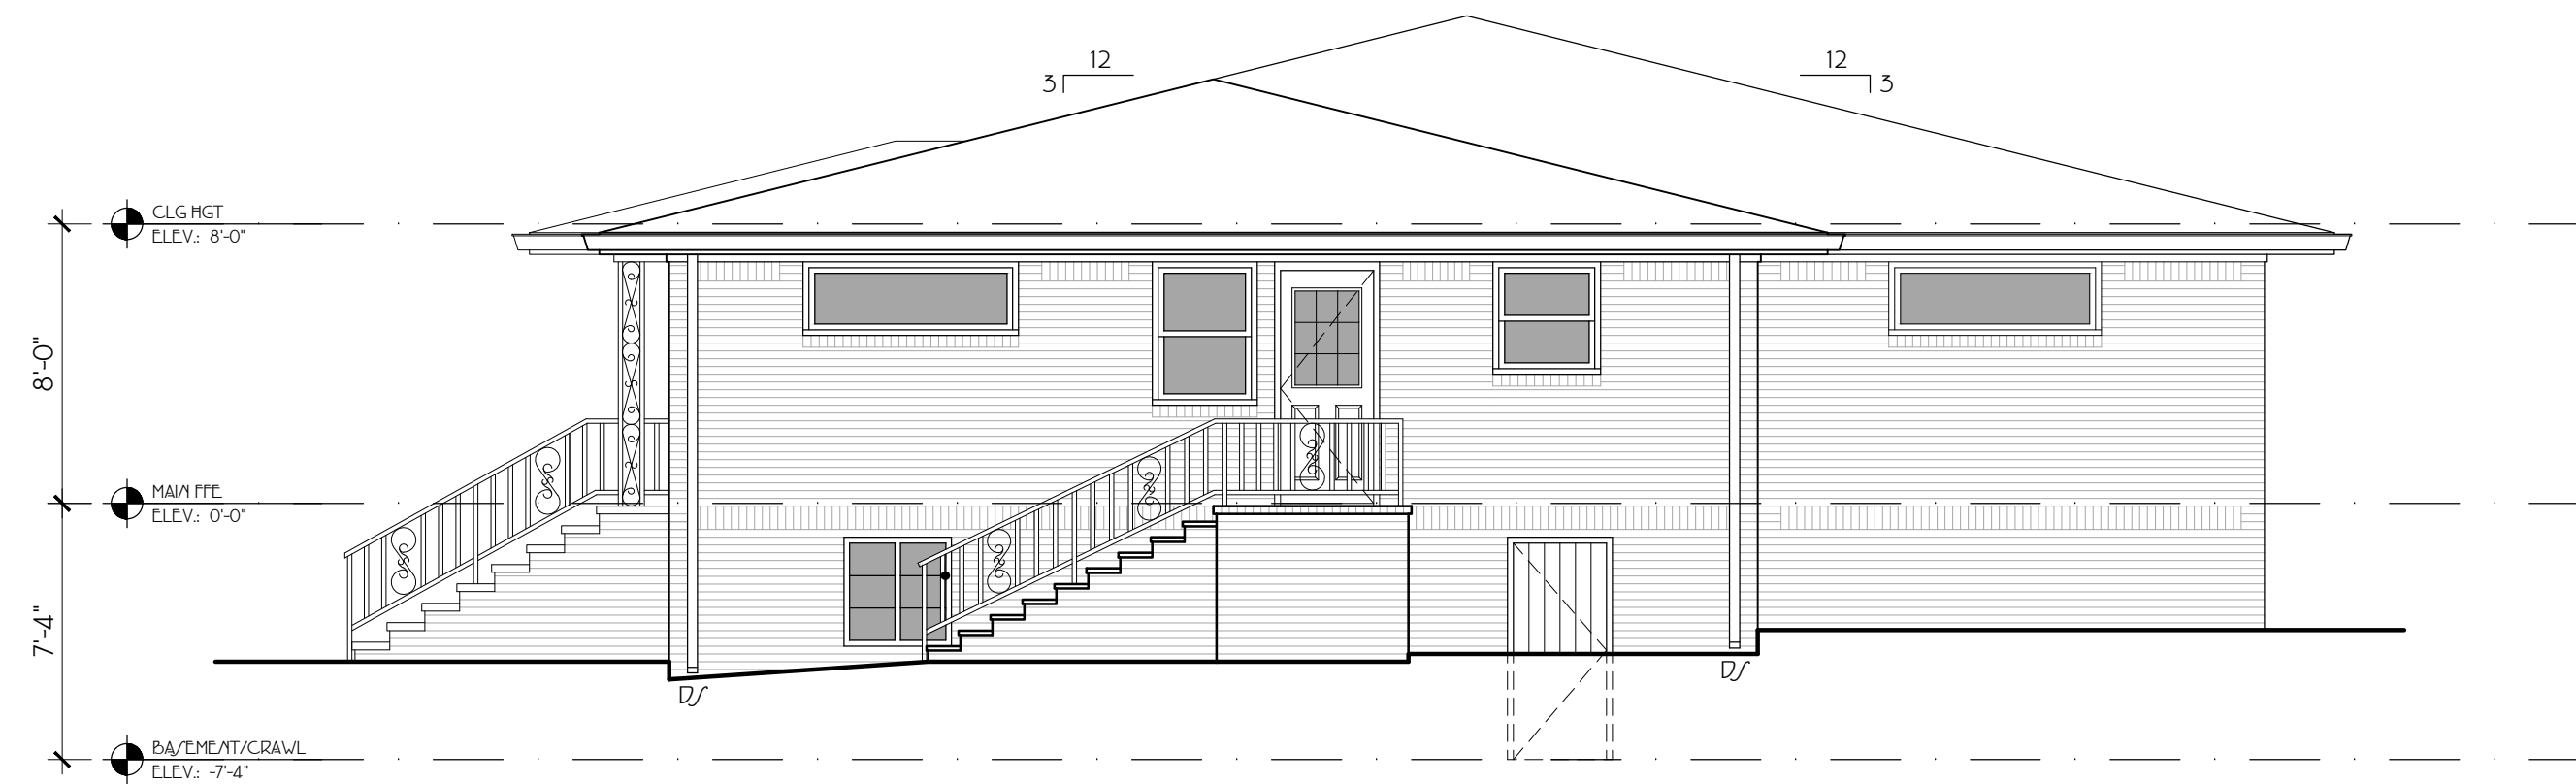 12
3
12
3
CLG HGT
ELEV.: 8'-0"
8'-0"
MAIN FFE
ELEV.: 0'-0"
7'-4"
DS
DS
BASEMENT/CRAWL
ELEV.: -7'-4"